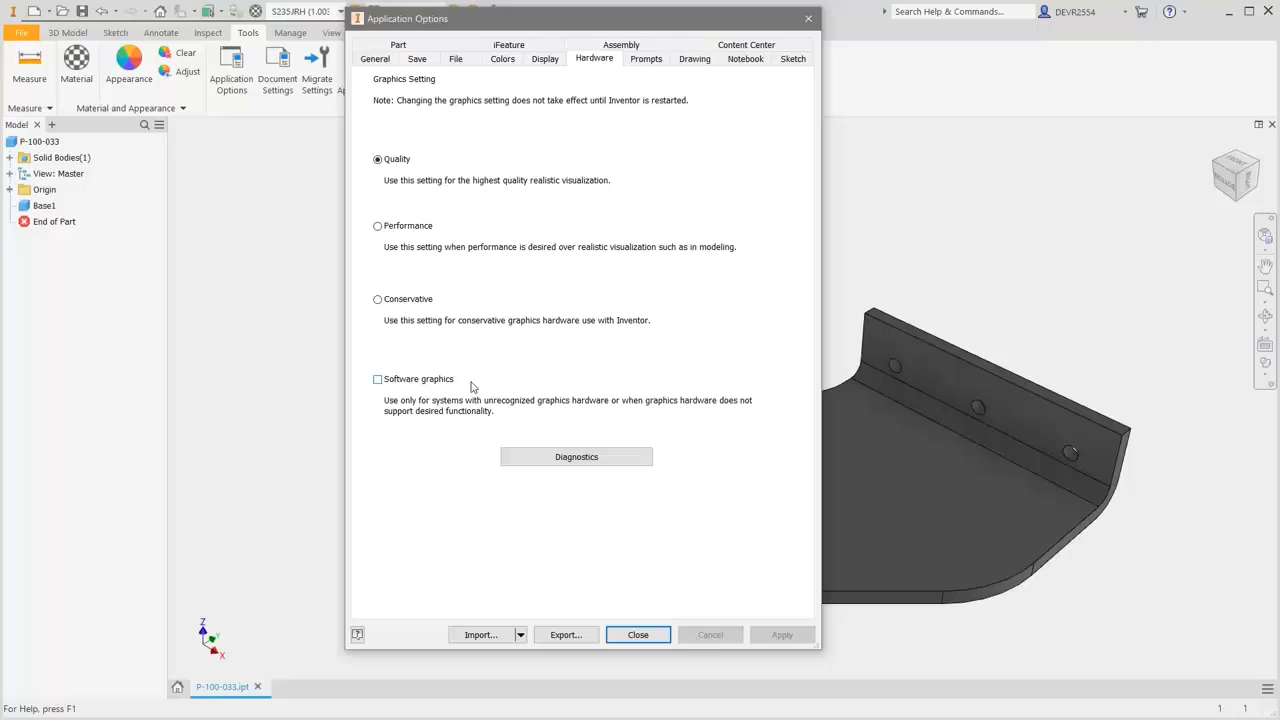 Application Options
S235JRH (1.003
Search Help & Commands...
DEVR2554
File
3D Model
Sketch
Annotate
Inspect
Tools
Manage
View
Measure
Material
Appearance
Clear
Adjust
Application Options
Document Settings
Migrate Settings
Measure
Material and Appearance
Model
P-100-033
Solid Bodies(1)
View: Master
Origin
Base1
End of Part
Part
iFeature
Assembly
Content Center
General
Save
File
Colors
Display
Hardware
Prompts
Drawing
Notebook
Sketch
Graphics Setting
Note: Changing the graphics setting does not take effect until Inventor is restarted.
Quality
Use this setting for the highest quality realistic visualization.
Performance
Use this setting when performance is desired over realistic visualization such as in modeling.
Conservative
Use this setting for conservative graphics hardware use with Inventor.
Software graphics
Use only for systems with unrecognized graphics hardware or when graphics hardware does not
support desired functionality.
Diagnostics
Import...
Export...
Close
Cancel
Apply
FRONT
Z
Y
X
P-100-033.ipt
For Help, press F1
1
1